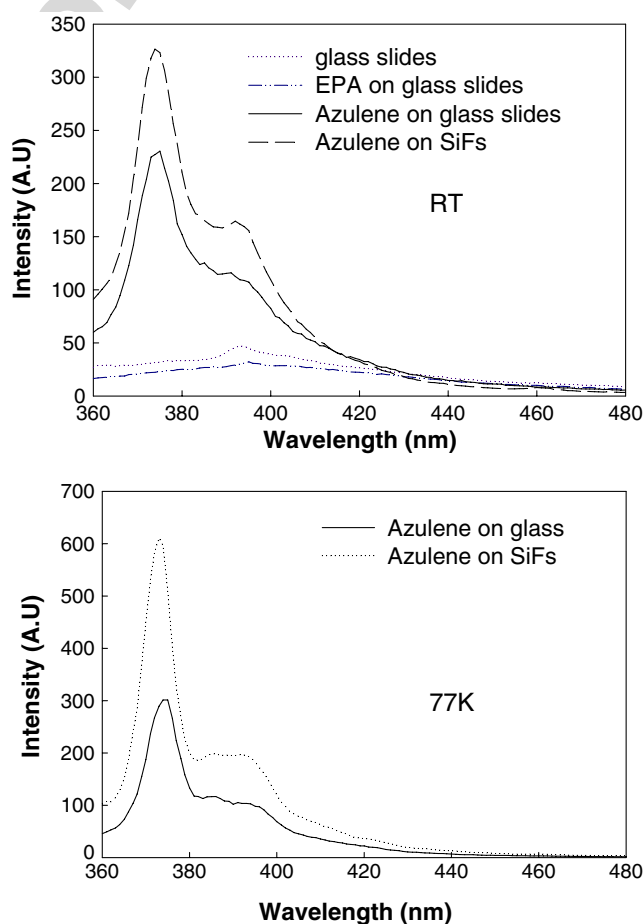 350
300
250
200
150
100
50
0
Intensity (A.U)
glass slides
EPA on glass slides
Azulene on glass slides
Azulene on SiFs
RT
360 380 400 420 440 460 480
Wavelength (nm)
700
600
500
400
300
200
100
0
Intensity (A.U)
Azulene on glass
Azulene on SiFs
77K
360 380 400 420 440 460 480
Wavelength (nm)